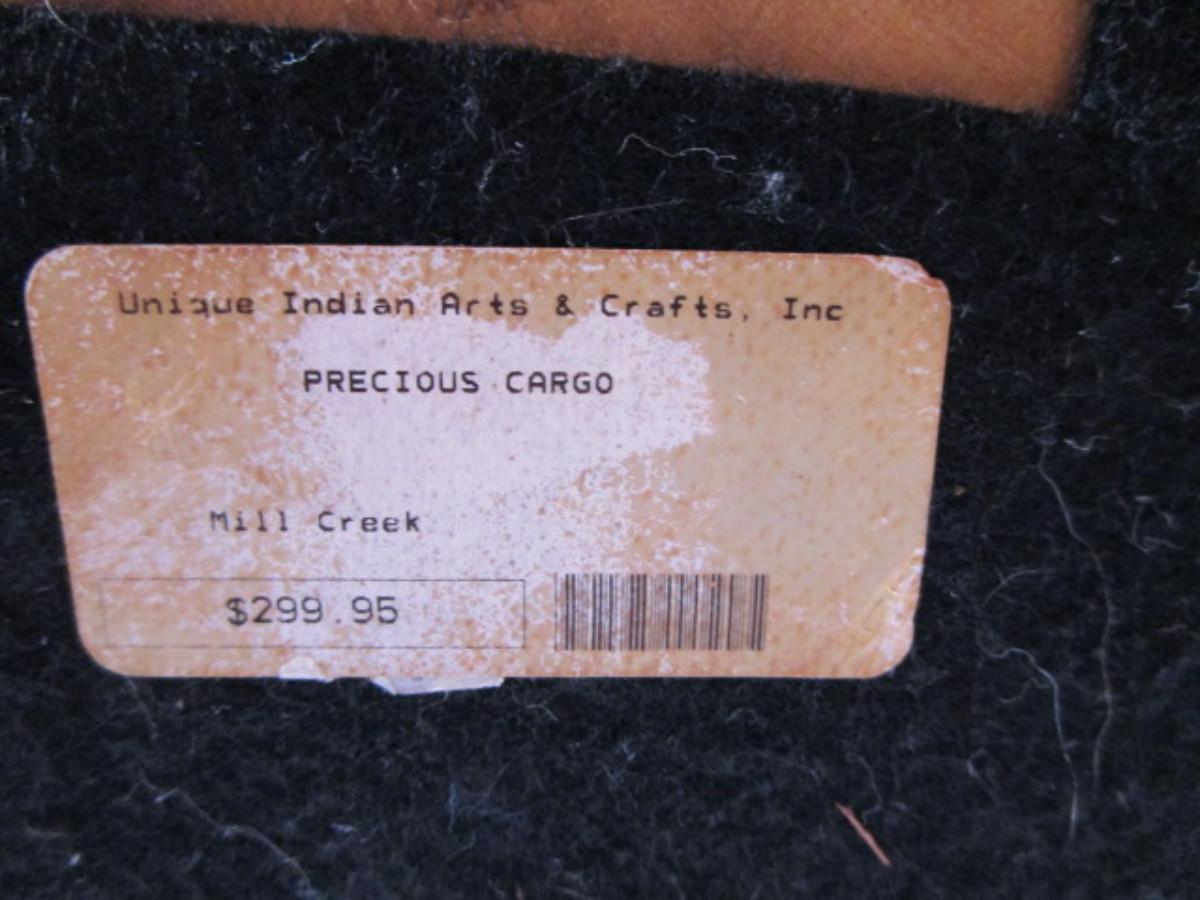 Unique Indian Arts & Crafts, Inc
PRECIOUS CARGO
Mill Creek
$299.95